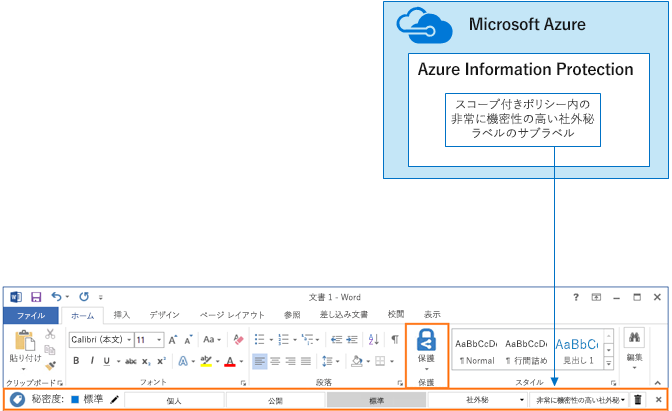 Microsoft Azure
Azure Information Protection
スコープ付きポリシー内の
非常に機密性の高い社外秘
ラベルのサブラベル
文書 1 - Word
ファイル ホーム 挿入 デザイン ページ レイアウト 参照 差し込み文書 校閲 表示
Calibri (本文) 11 A A Aa
貼り付け
B I U abc x₂ x² A aby A
保護
AaBbCcDc AaBbCcDc AaBbCc
¶ Normal ¶ 行間詰め 見出し 1
編集
クリップボード フォント 段落 保護 スタイル
秘密度: 標準 個人 公開 標準 社外秘 非常に機密性の高い社外秘